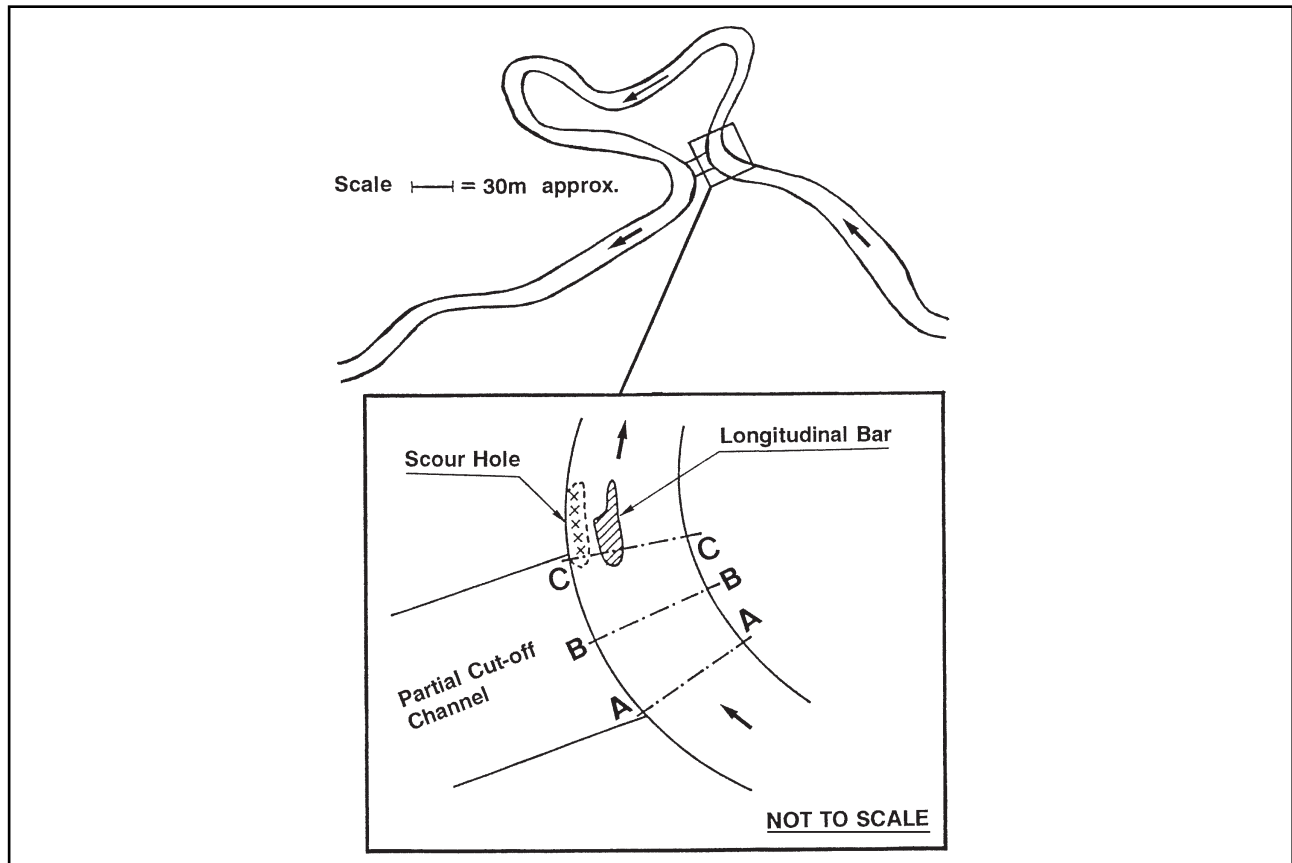 Scale = 30m approx.
Longitudinal Bar
Scour Hole
C
C
B
B
A
A
Partial Cut-off
Channel
NOT TO SCALE